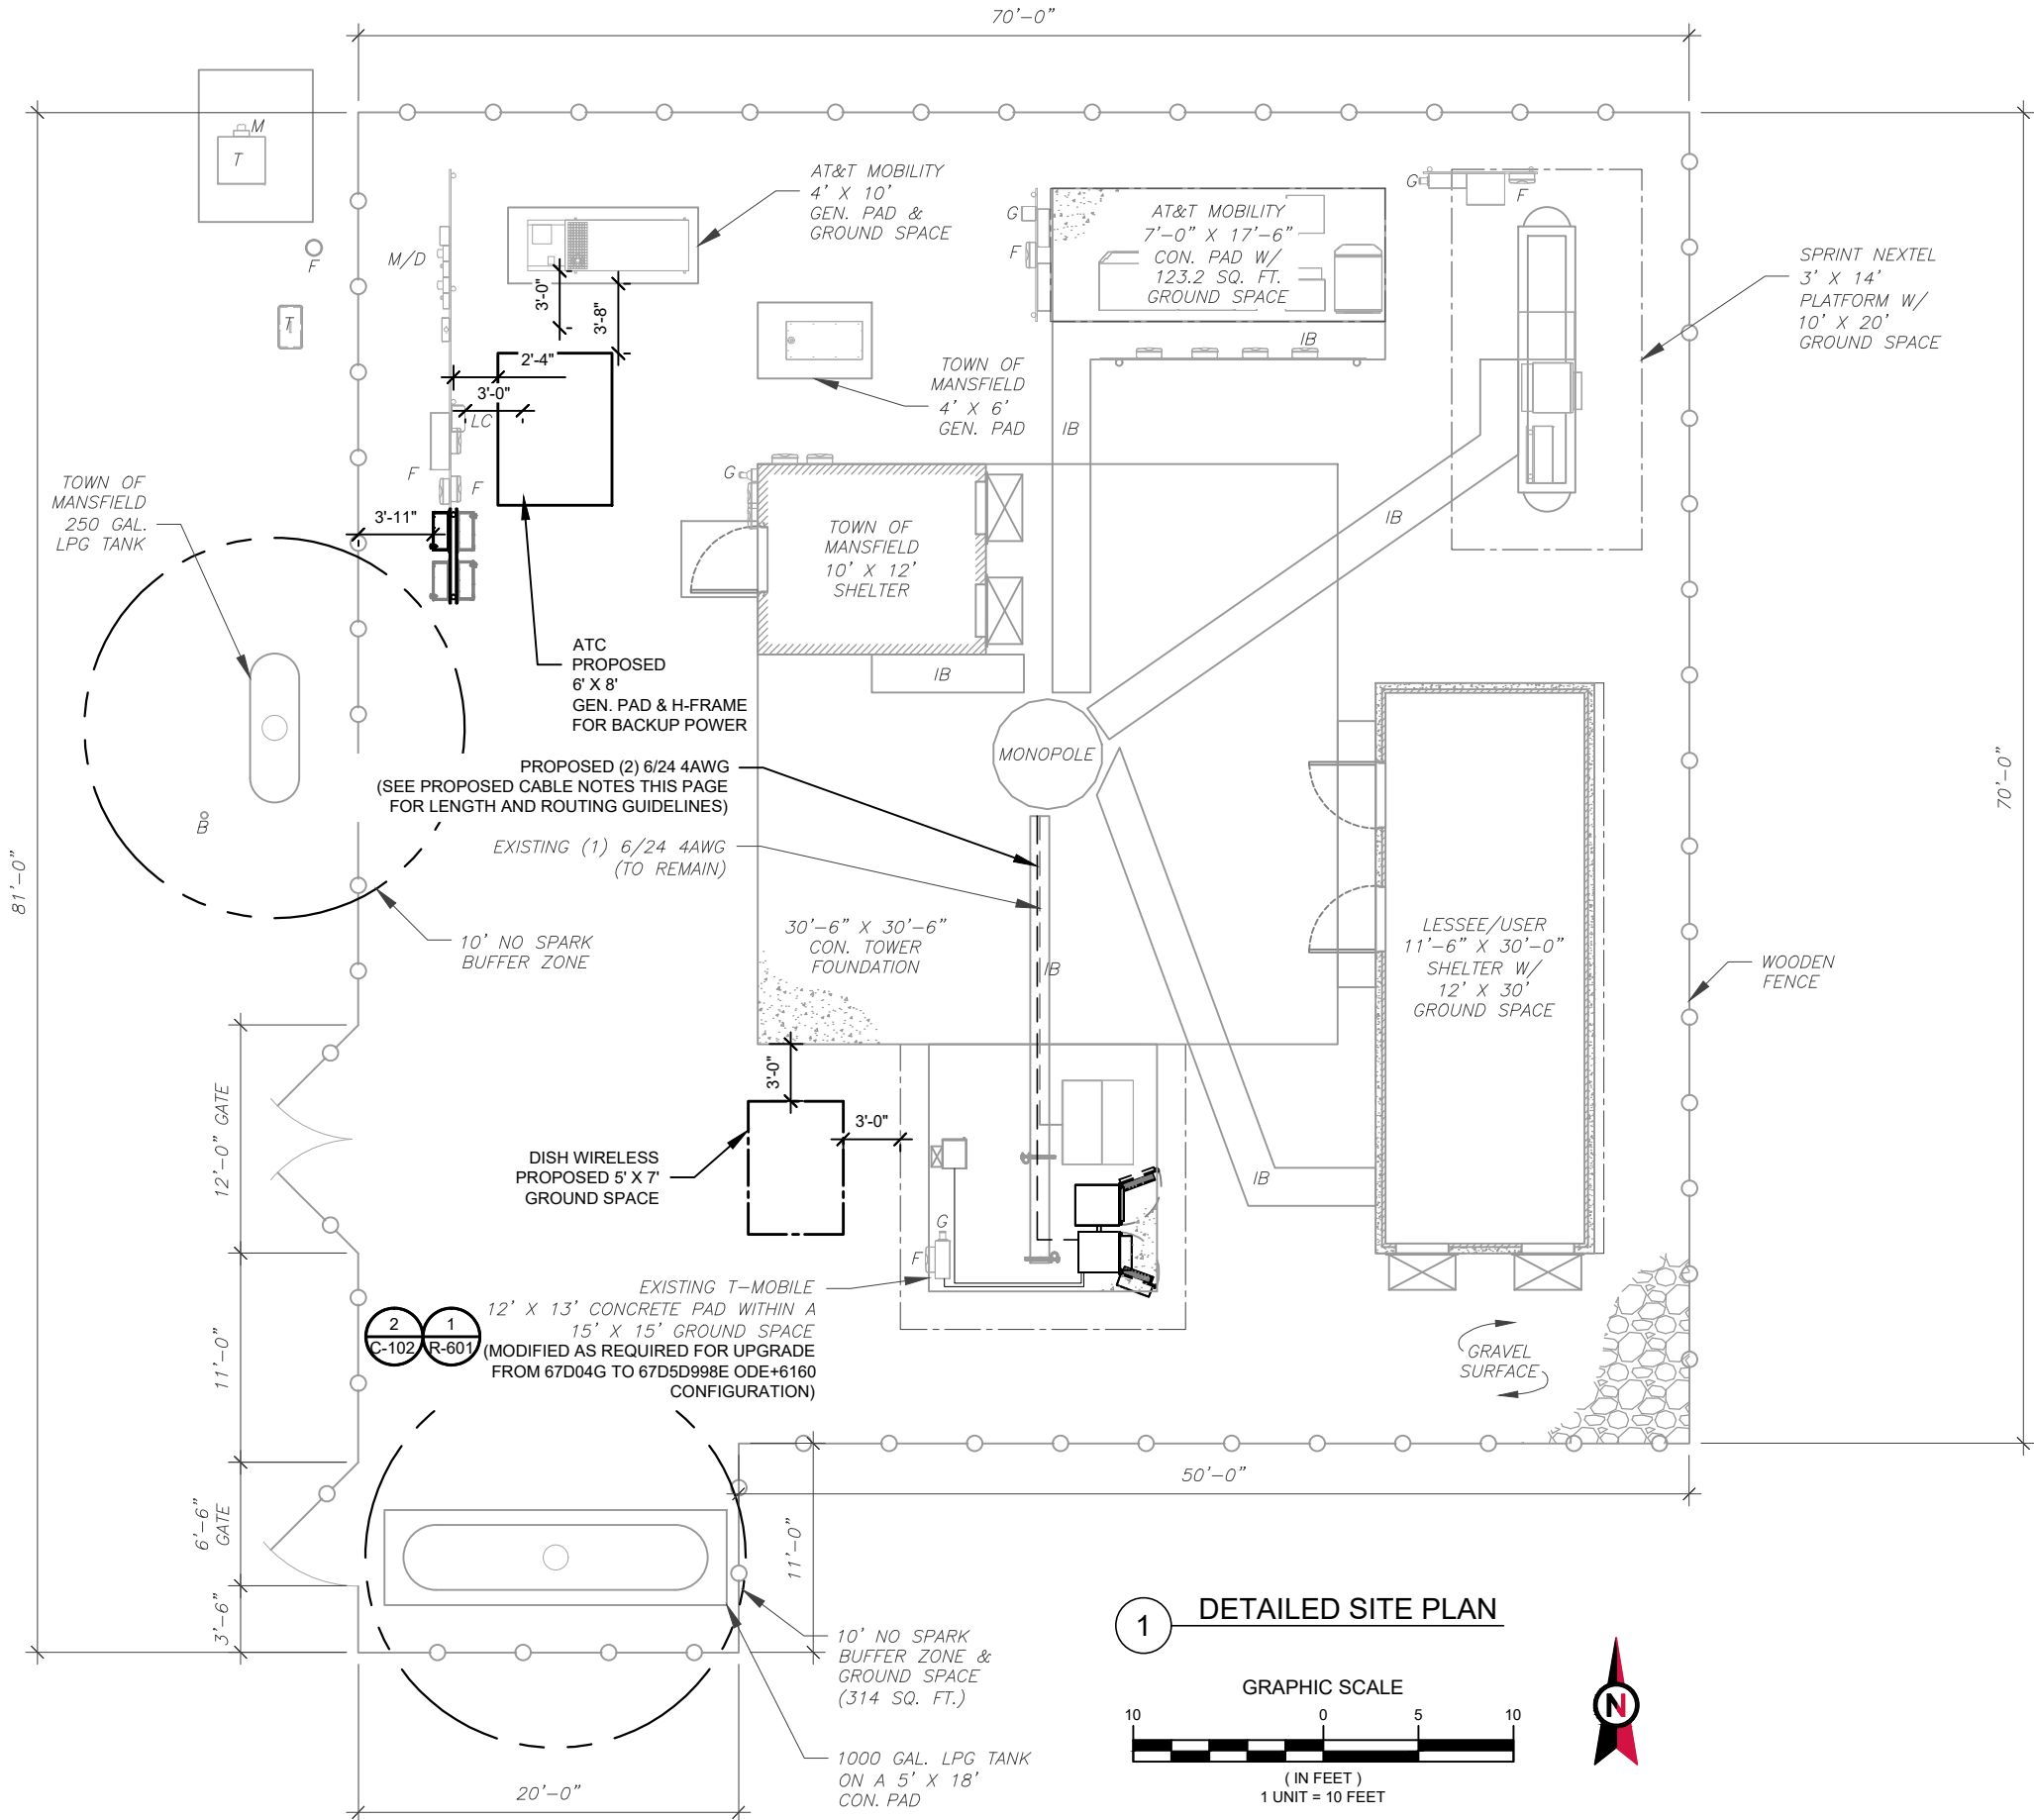 70'-0"
M
T
F
T
M/D
AT&T MOBILITY
4' X 10'
GEN. PAD &
GROUND SPACE
G
F
AT&T MOBILITY
7'-0" X 17'-6"
CON. PAD W/
123.2 SQ. FT.
GROUND SPACE
IB
G
F
SPRINT NEXTEL
3' X 14'
PLATFORM W/
10' X 20'
GROUND SPACE
3'-0"
3'-8"
2'-4"
3'-0"
LC
F
F
TOWN OF
MANSFIELD
4' X 6'
GEN. PAD
IB
TOWN OF
MANSFIELD
250 GAL.
LPG TANK
3'-11"
G
TOWN OF
MANSFIELD
10' X 12'
SHELTER
IB
IB
ATC
PROPOSED
6' X 8'
GEN. PAD & H-FRAME
FOR BACKUP POWER
MONOPOLE
70'-0"
PROPOSED (2) 6/24 4AWG
(SEE PROPOSED CABLE NOTES THIS PAGE
FOR LENGTH AND ROUTING GUIDELINES)
B
EXISTING (1) 6/24 4AWG
(TO REMAIN)
81'-0"
10' NO SPARK
BUFFER ZONE
30'-6" X 30'-6"
CON. TOWER
FOUNDATION
IB
LESSEE/USER
11'-6" X 30'-0"
SHELTER W/
12' X 30'
GROUND SPACE
WOODEN
FENCE
12'-0" GATE
3'-0"
3'-0"
DISH WIRELESS
PROPOSED 5' X 7'
GROUND SPACE
IB
G
F
EXISTING T-MOBILE
12' X 13' CONCRETE PAD WITHIN A
15' X 15' GROUND SPACE
(MODIFIED AS REQUIRED FOR UPGRADE
FROM 67D04G TO 67D5D998E ODE+6160
CONFIGURATION)
2
C-102
1
R-601
11'-0"
GRAVEL
SURFACE
50'-0"
6'-6"
GATE
11'-0"
3'-6"
10' NO SPARK
BUFFER ZONE &
GROUND SPACE
(314 SQ. FT.)
1000 GAL. LPG TANK
ON A 5' X 18'
CON. PAD
20'-0"
1
DETAILED SITE PLAN
GRAPHIC SCALE
10 0 5 10
( IN FEET )
1 UNIT = 10 FEET
N